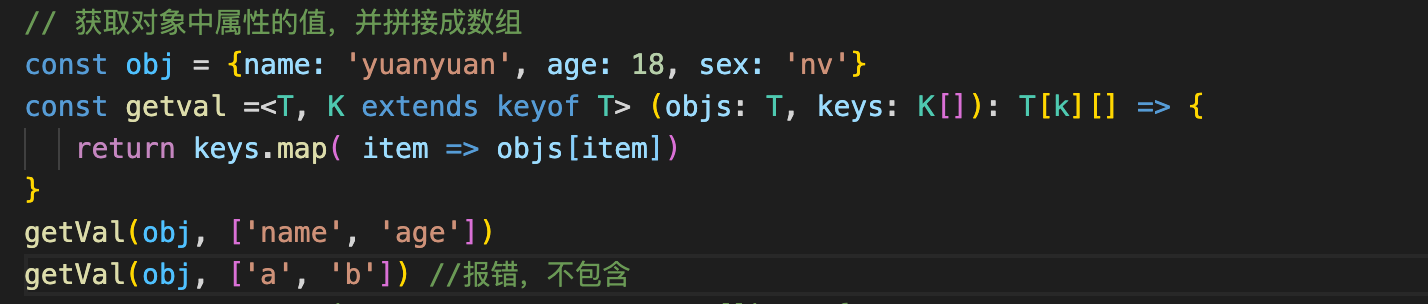 // 获取对象中属性的值，并拼接成数组
const obj = {name: 'yuanyuan', age: 18, sex: 'nv'}
const getval =<T, K extends keyof T> (objs: T, keys: K[]): T[k][] => {
return keys.map( item => objs[item])
}
getVal(obj, ['name', 'age'])
getVal(obj, ['a', 'b']) //报错，不包含